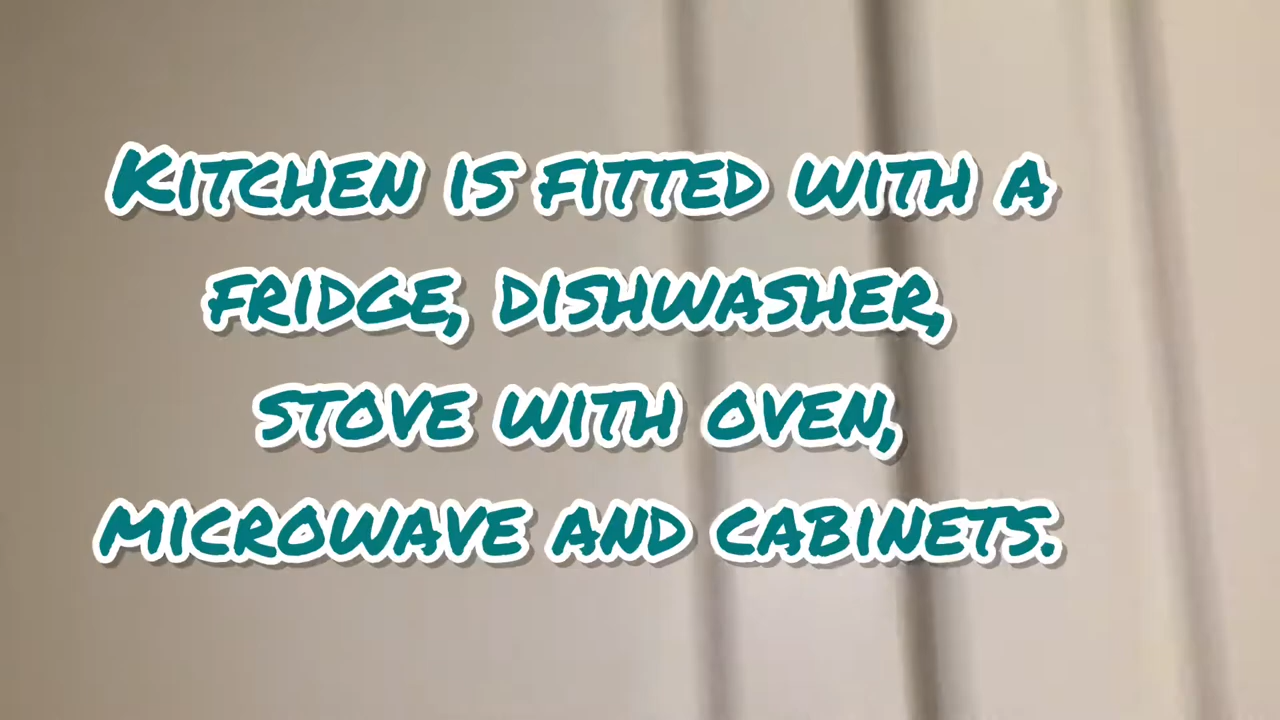 Kitchen is fitted with a
fridge, dishwasher,
stove with oven,
microwave and cabinets.